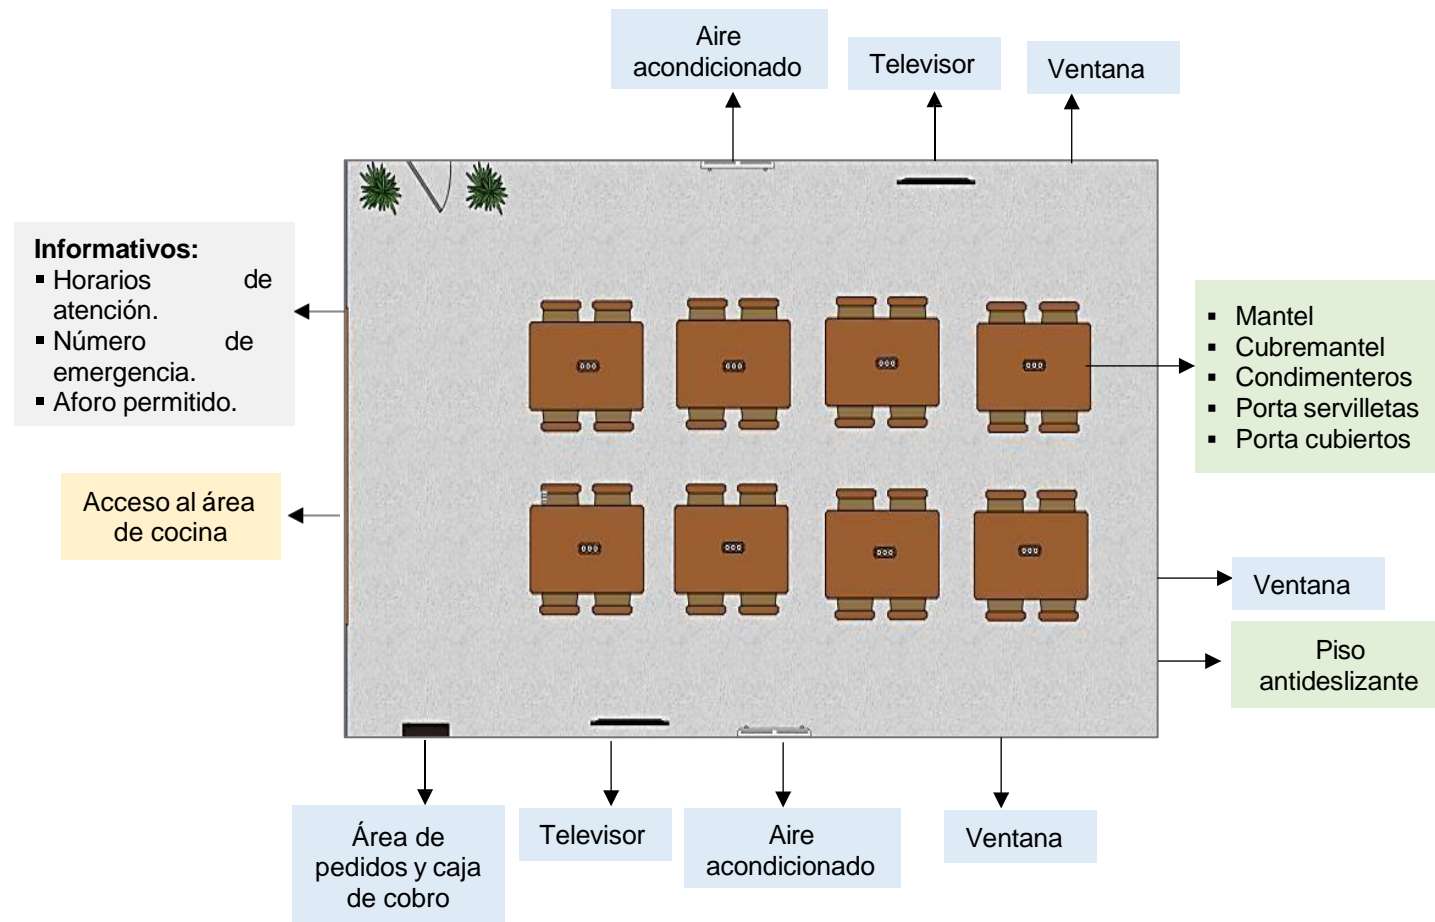 Aire
acondicionado
Televisor
Ventana
Informativos:
▪ Horarios de
atención.
▪ Número de
emergencia.
▪ Aforo permitido.
▪ Mantel
▪ Cubremantel
▪ Condimenteros
▪ Porta servilletas
▪ Porta cubiertos
Acceso al área
de cocina
Ventana
Piso
antideslizante
Área de
pedidos y caja
de cobro
Televisor
Aire
acondicionado
Ventana